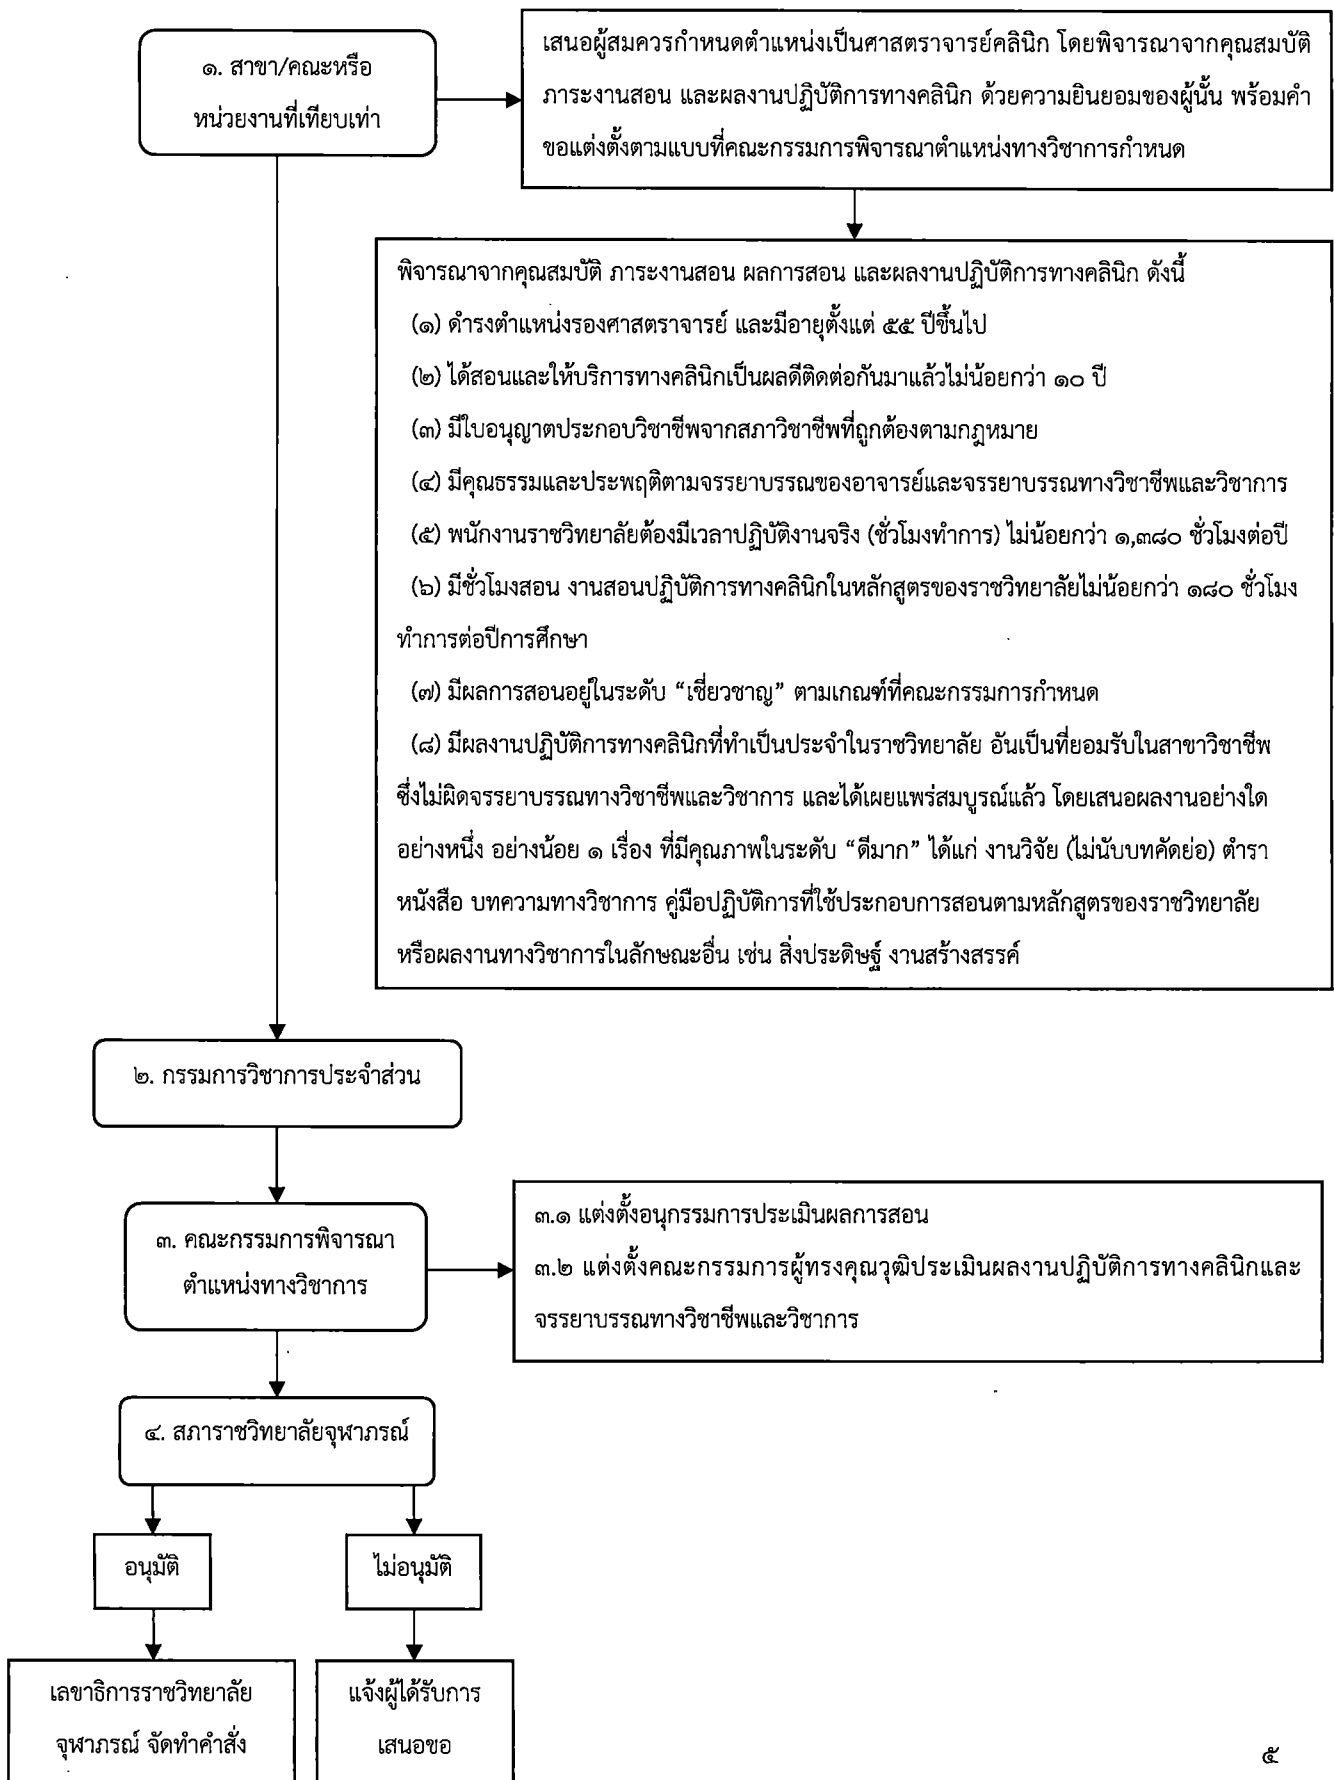 ๑. สาขา/คณะหรือ
หน่วยงานที่เทียบเท่า
เสนอผู้สมควรกำหนดตำแหน่งเป็นศาสตราจารย์คลินิก โดยพิจารณาจากคุณสมบัติ
ภาระงานสอน และผลงานปฏิบัติการทางคลินิก ด้วยความยินยอมของผู้นั้น พร้อมคำ
ขอแต่งตั้งตามแบบที่คณะกรรมการพิจารณาตำแหน่งทางวิชาการกำหนด
พิจารณาจากคุณสมบัติ ภาระงานสอน ผลการสอน และผลงานปฏิบัติการทางคลินิก ดังนี้
(๑) ดำรงตำแหน่งรองศาสตราจารย์ และมีอายุตั้งแต่ ๕๕ ปีขึ้นไป
(๒) ได้สอนและให้บริการทางคลินิกเป็นผลดีติดต่อกันมาแล้วไม่น้อยกว่า ๑๐ ปี
(๓) มีใบอนุญาตประกอบวิชาชีพจากสภาวิชาชีพที่ถูกต้องตามกฎหมาย
(๔) มีคุณธรรมและประพฤติตามจรรยาบรรณของอาจารย์และจรรยาบรรณทางวิชาชีพและวิชาการ
(๕) พนักงานราชวิทยาลัยต้องมีเวลาปฏิบัติงานจริง (ชั่วโมงทำการ) ไม่น้อยกว่า ๑,๓๘๐ ชั่วโมงต่อปี
(๖) มีชั่วโมงสอน งานสอนปฏิบัติการทางคลินิกในหลักสูตรของราชวิทยาลัยไม่น้อยกว่า ๑๘๐ ชั่วโมง
ทำการต่อปีการศึกษา
(๗) มีผลการสอนอยู่ในระดับ “เชี่ยวชาญ” ตามเกณฑ์ที่คณะกรรมการกำหนด
(๘) มีผลงานปฏิบัติการทางคลินิกที่ทำเป็นประจำในราชวิทยาลัย อันเป็นที่ยอมรับในสาขาวิชาชีพ
ซึ่งไม่ผิดจรรยาบรรณทางวิชาชีพและวิชาการ และได้เผยแพร่สมบูรณ์แล้ว โดยเสนอผลงานอย่างใด
อย่างหนึ่ง อย่างน้อย ๑ เรื่อง ที่มีคุณภาพในระดับ “ดีมาก” ได้แก่ งานวิจัย (ไม่นับบทคัดย่อ) ตำรา
หนังสือ บทความทางวิชาการ คู่มือปฏิบัติการที่ใช้ประกอบการสอนตามหลักสูตรของราชวิทยาลัย
หรือผลงานทางวิชาการในลักษณะอื่น เช่น สิ่งประดิษฐ์ งานสร้างสรรค์
๒. กรรมการวิชาการประจำส่วน
๓. คณะกรรมการพิจารณา
ตำแหน่งทางวิชาการ
๓.๑ แต่งตั้งอนุกรรมการประเมินผลการสอน
๓.๒ แต่งตั้งคณะกรรมการผู้ทรงคุณวุฒิประเมินผลงานปฏิบัติการทางคลินิกและ
จรรยาบรรณทางวิชาชีพและวิชาการ
๔. สภาราชวิทยาลัยจุฬาภรณ์
อนุมัติ
ไม่อนุมัติ
เลขาธิการราชวิทยาลัย
จุฬาภรณ์ จัดทำคำสั่ง
แจ้งผู้ได้รับการ
เสนอขอ
๕